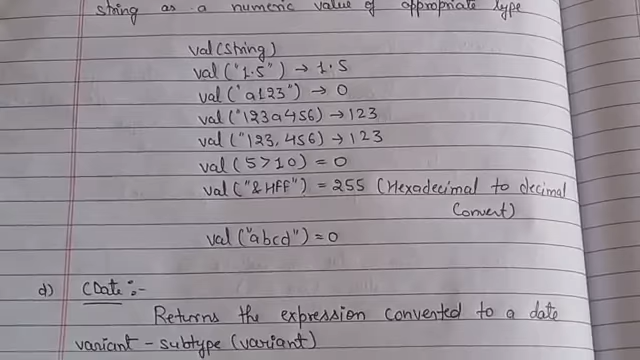 string as a numeric value of appropriate type
val(String)
val("1.5") → 1.5
val("a123") → 0
val("123a456) → 123
val("123,456) → 123
val(5>10) = 0
val("&HFF") = 255 (Hexadecimal to decimal
Convert)
val("abcd") = 0
d) CDate :-
Returns the expression converted to a date
variant - subtype (variant)